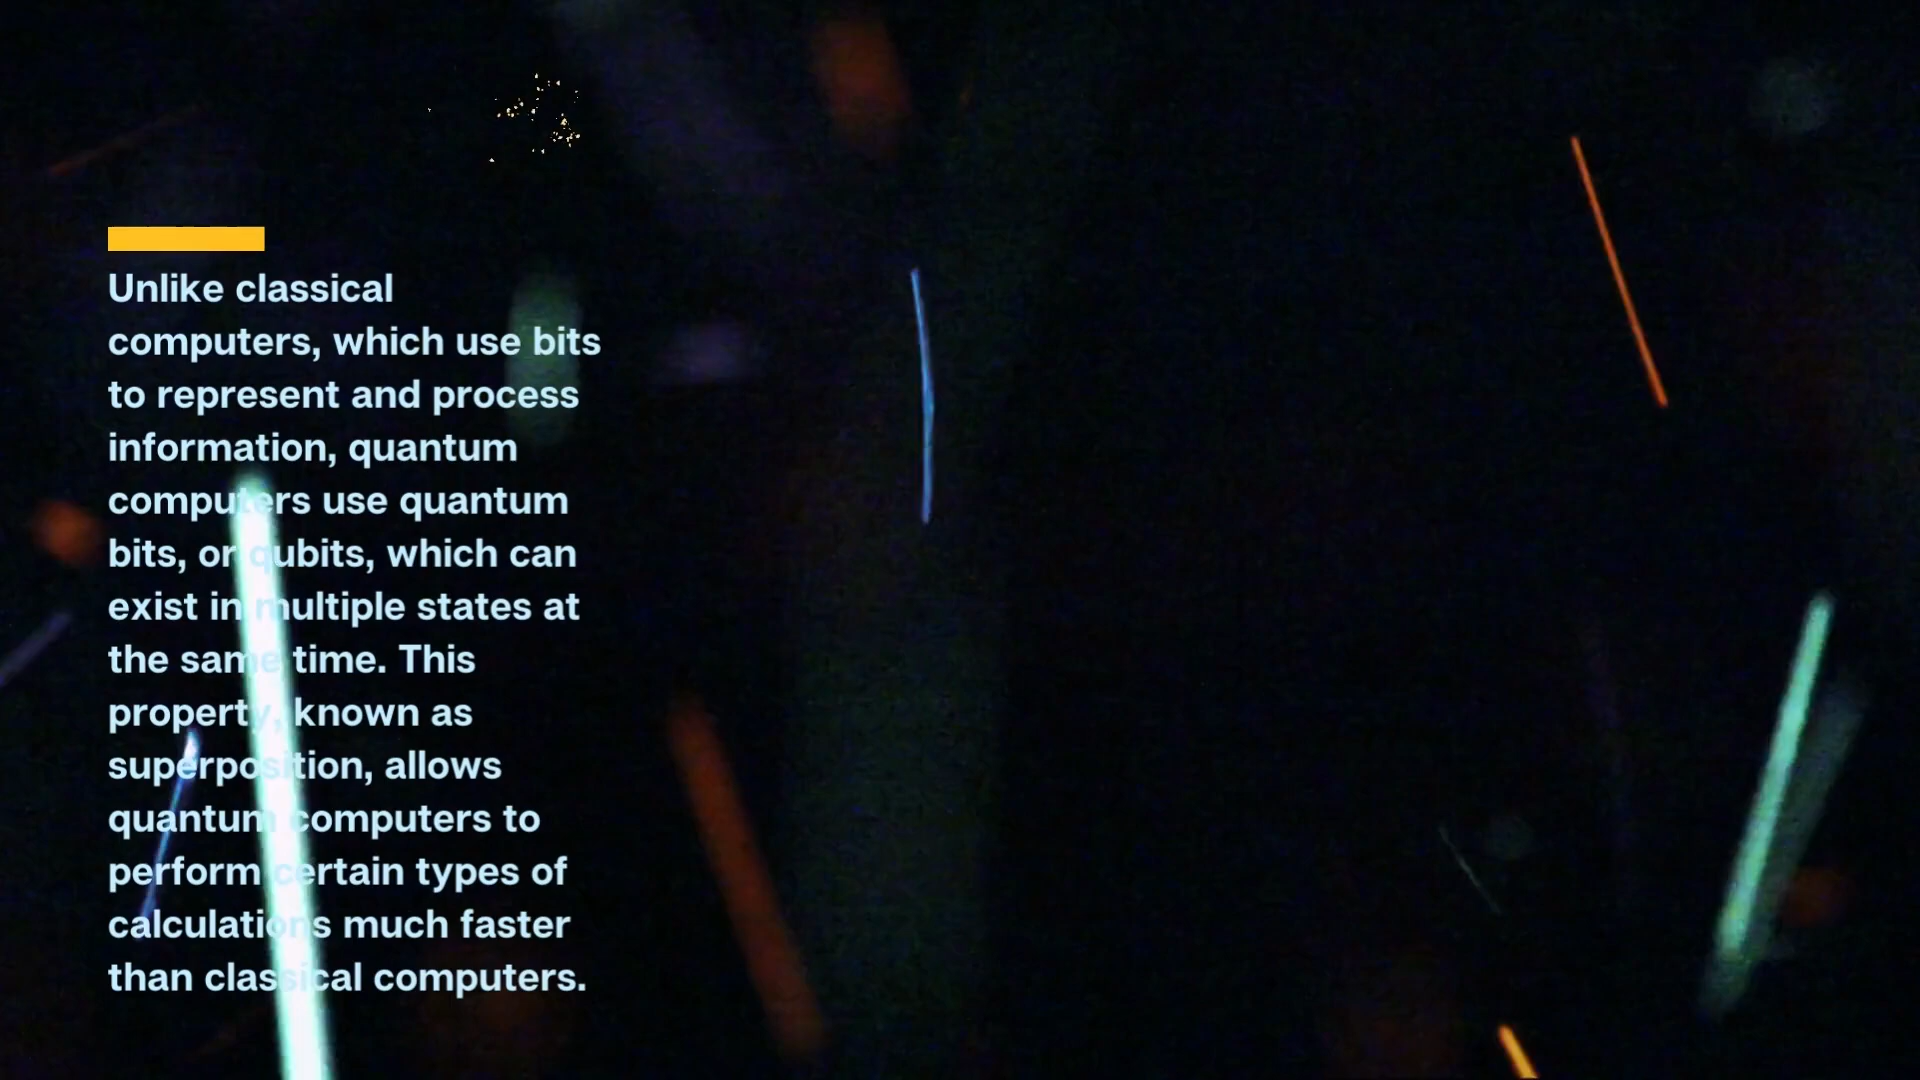 Unlike classical
computers, which use bits
to represent and process
information, quantum
computers use quantum
bits, or qubits, which can
exist in multiple states at
the same time. This
property, known as
superposition, allows
quantum computers to
perform certain types of
calculations much faster
than classical computers.